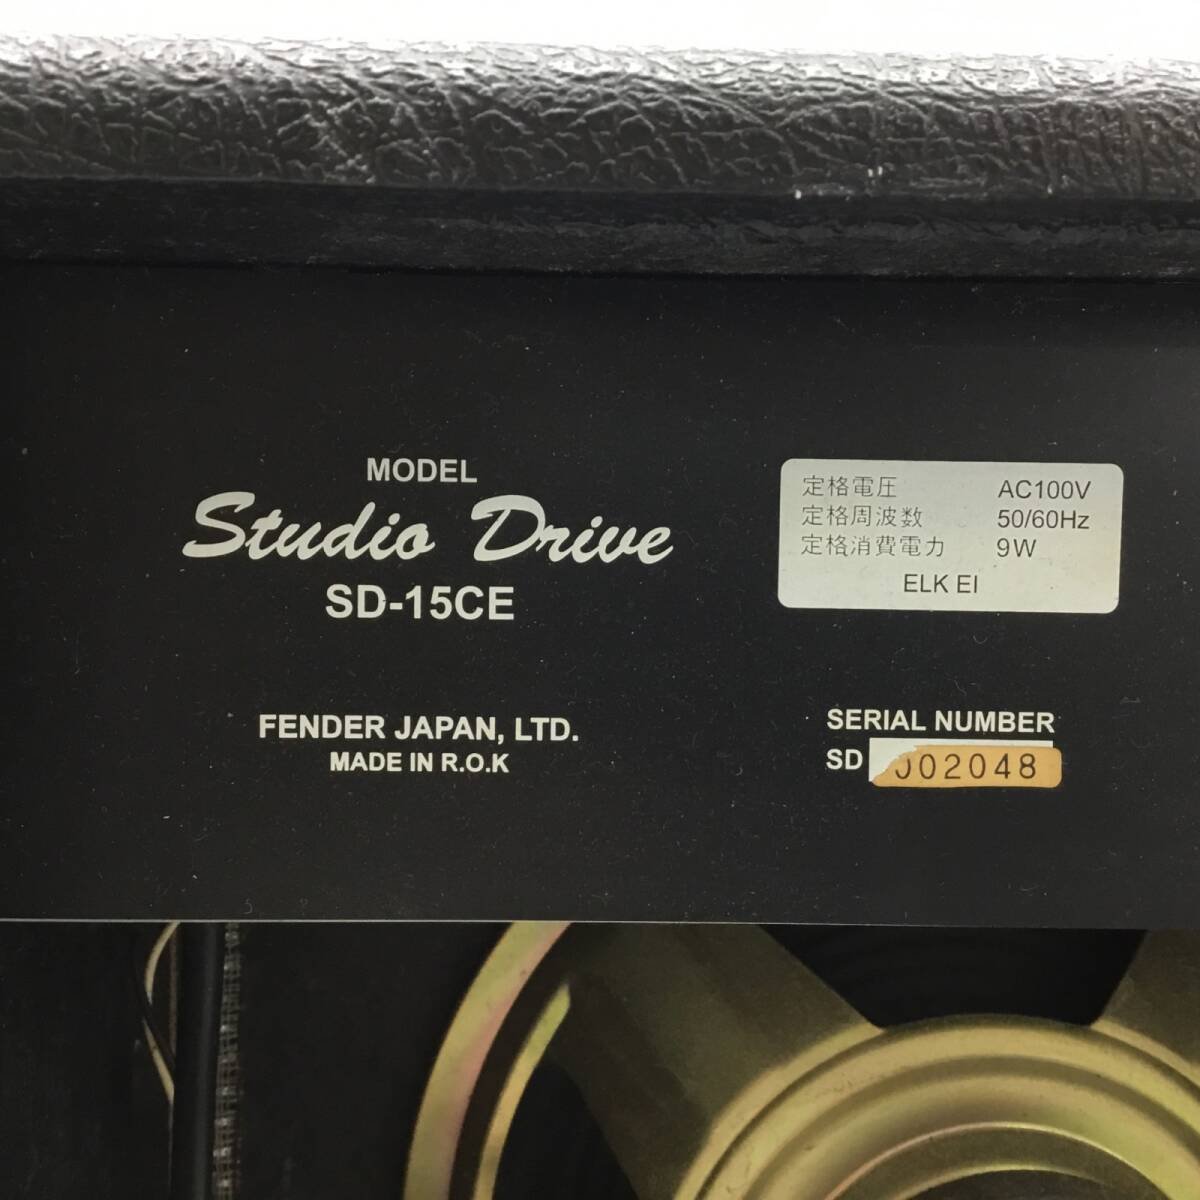 MODEL
Studio Drive
SD-15CE
FENDER JAPAN, LTD.
MADE IN R.O.K
定格電圧 AC100V
定格周波数 50/60Hz
定格消費電力 9W
ELK EI
SERIAL NUMBER
SD 002048